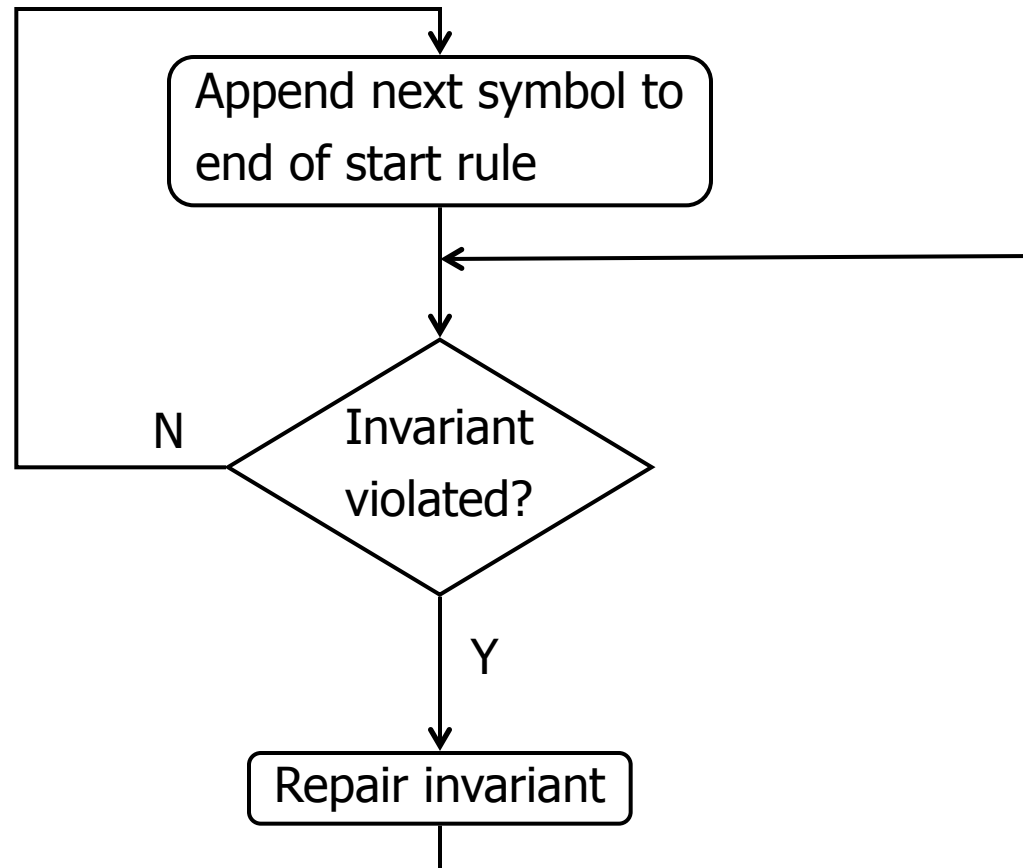 Append next symbol to
end of start rule
N
Invariant
violated?
Y
Repair invariant